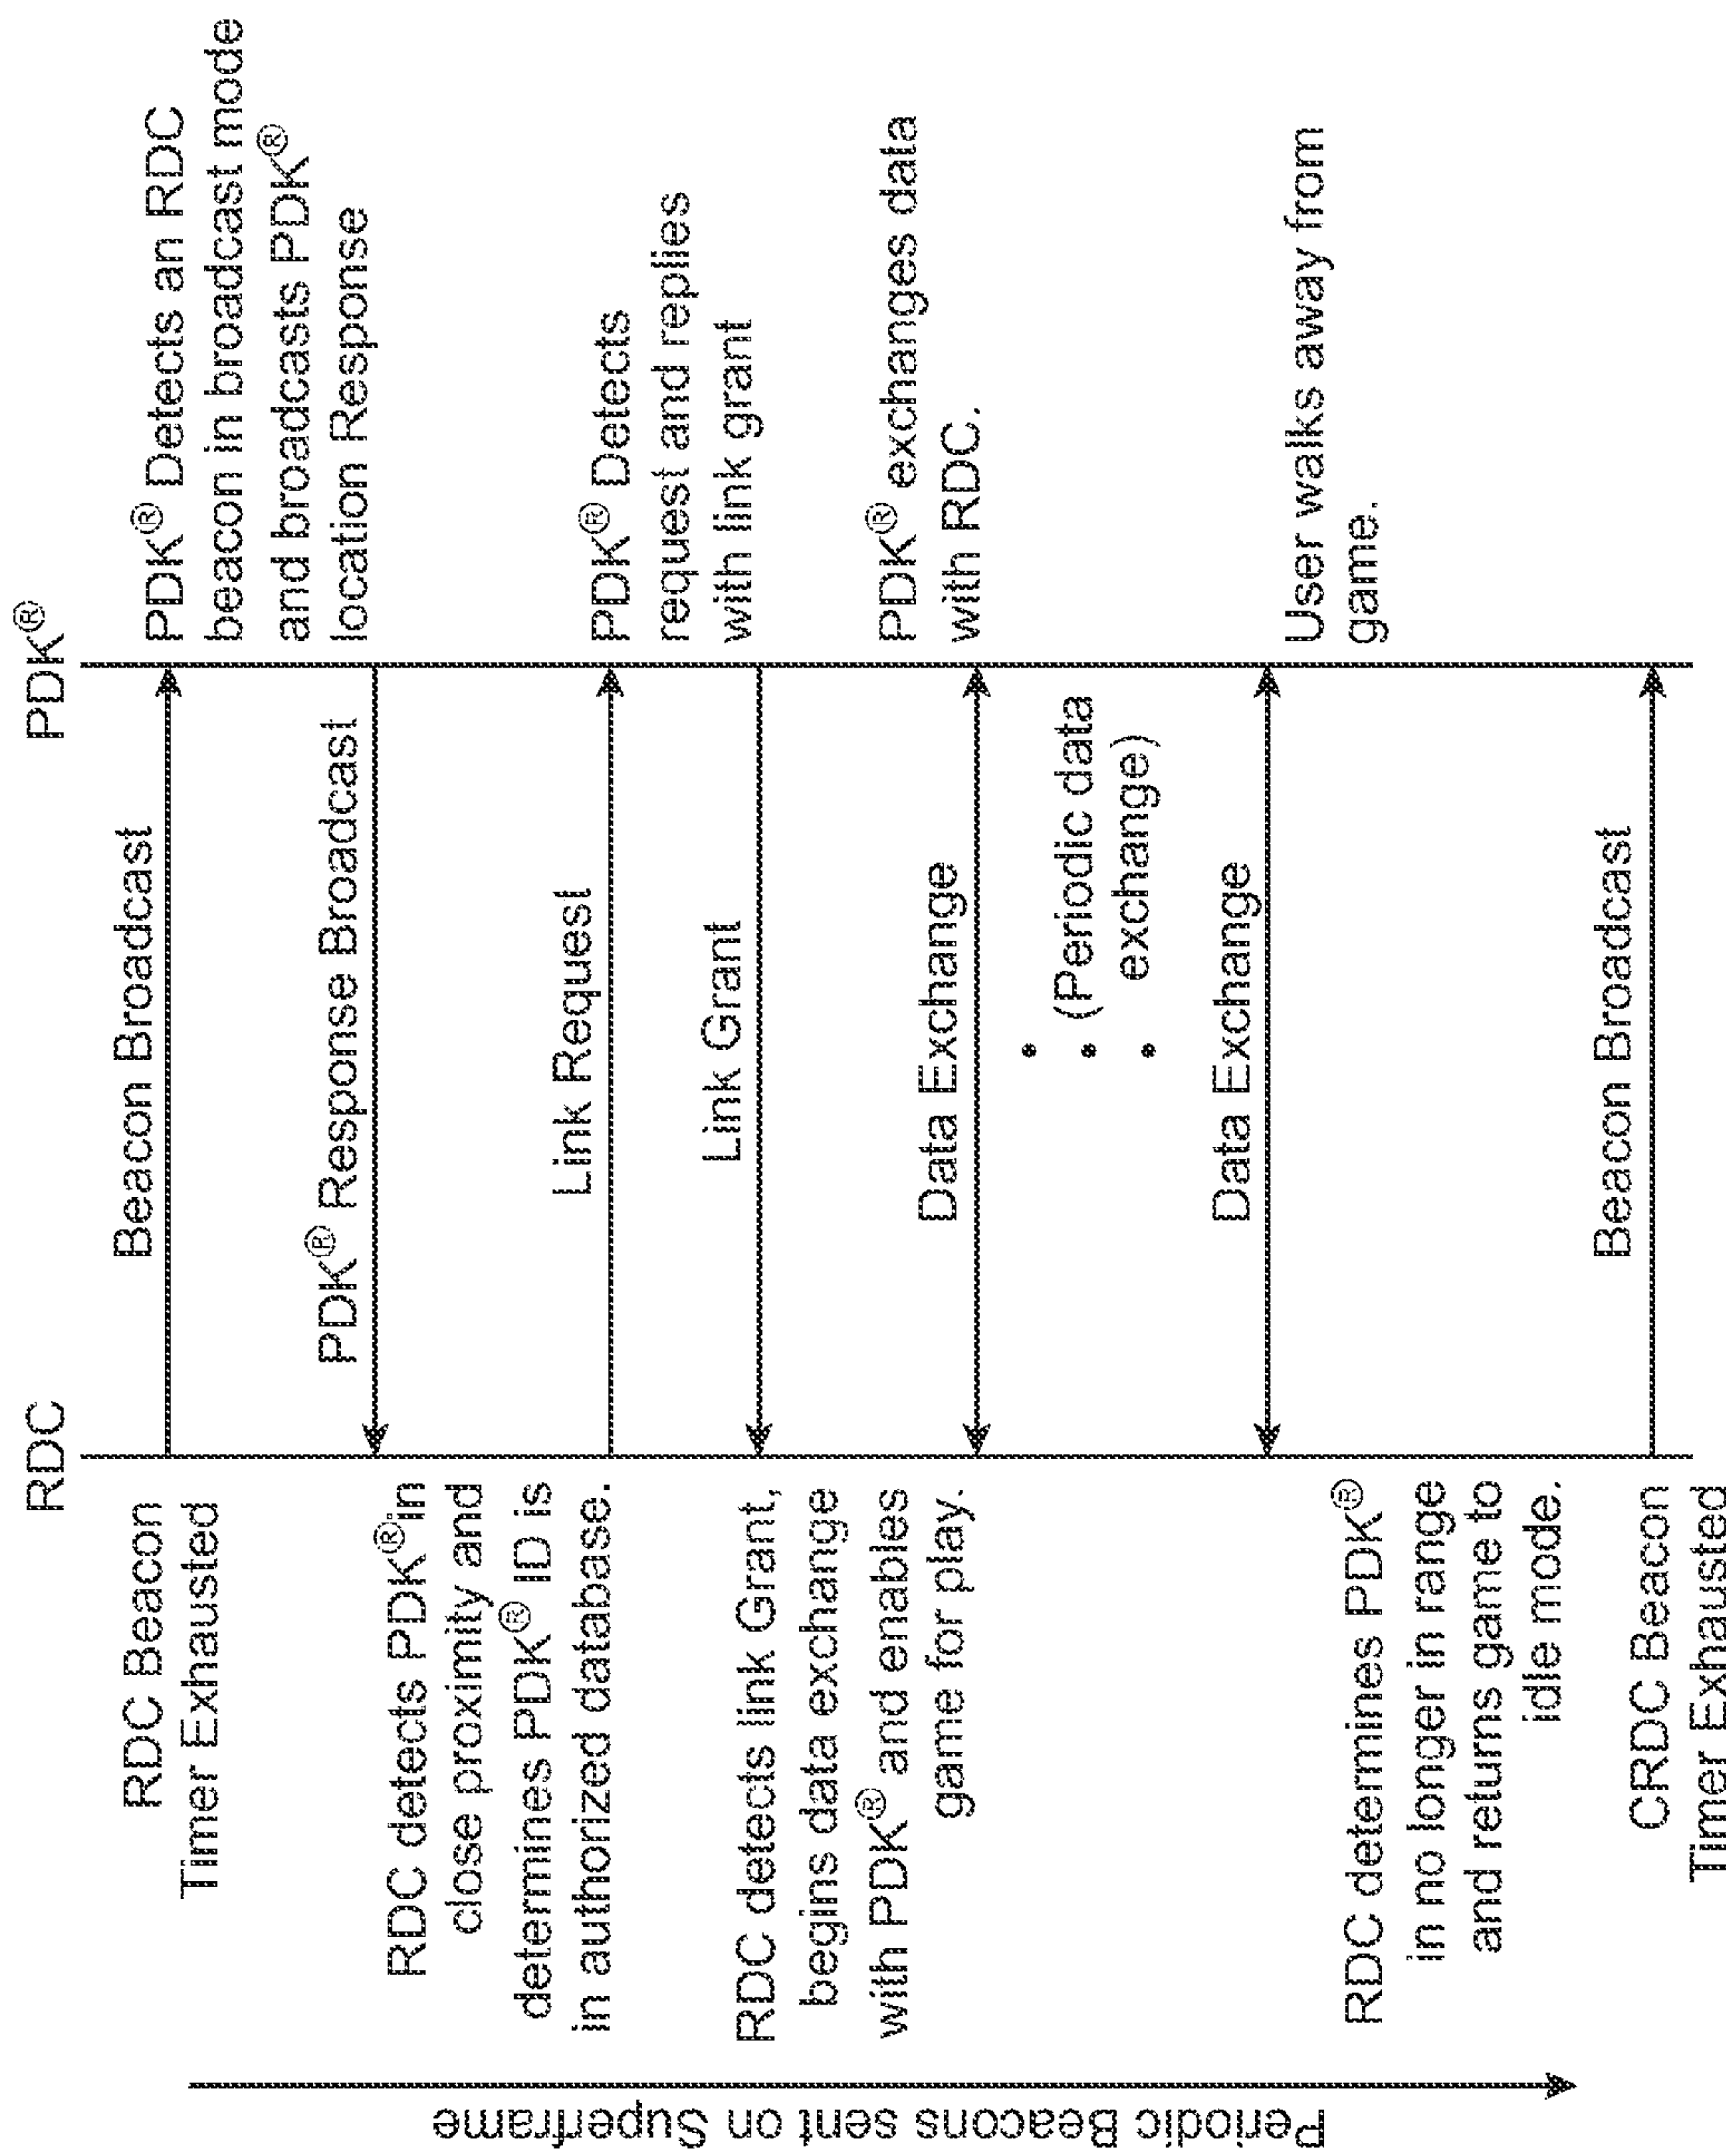 RDC
PDK®
RDC Beacon
Timer Exhausted
Beacon Broadcast
PDK® Detects an RDC
beacon in broadcast mode
and broadcasts PDK®
location Response
PDK® Response Broadcast
RDC detects PDK® in
close proximity and
determines PDK® ID is
in authorized database.
Link Request
PDK® Detects
request and replies
with link grant
Link Grant
RDC detects link Grant,
begins data exchange
with PDK® and enables
game for play.
Data Exchange
PDK® exchanges data
with RDC.
(Periodic data
exchange)
Data Exchange
User walks away from
game.
RDC determines PDK®
in no longer in range
and returns game to
idle mode.
Beacon Broadcast
CRDC Beacon
Timer Exhausted
Periodic Beacons sent on Superframe